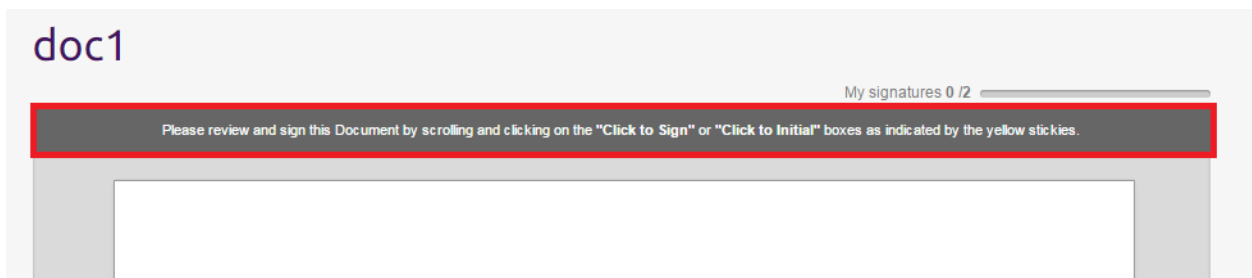 doc1
My signatures 0 /2
Please review and sign this Document by scrolling and clicking on the "Click to Sign" or "Click to Initial" boxes as indicated by the yellow stickies.